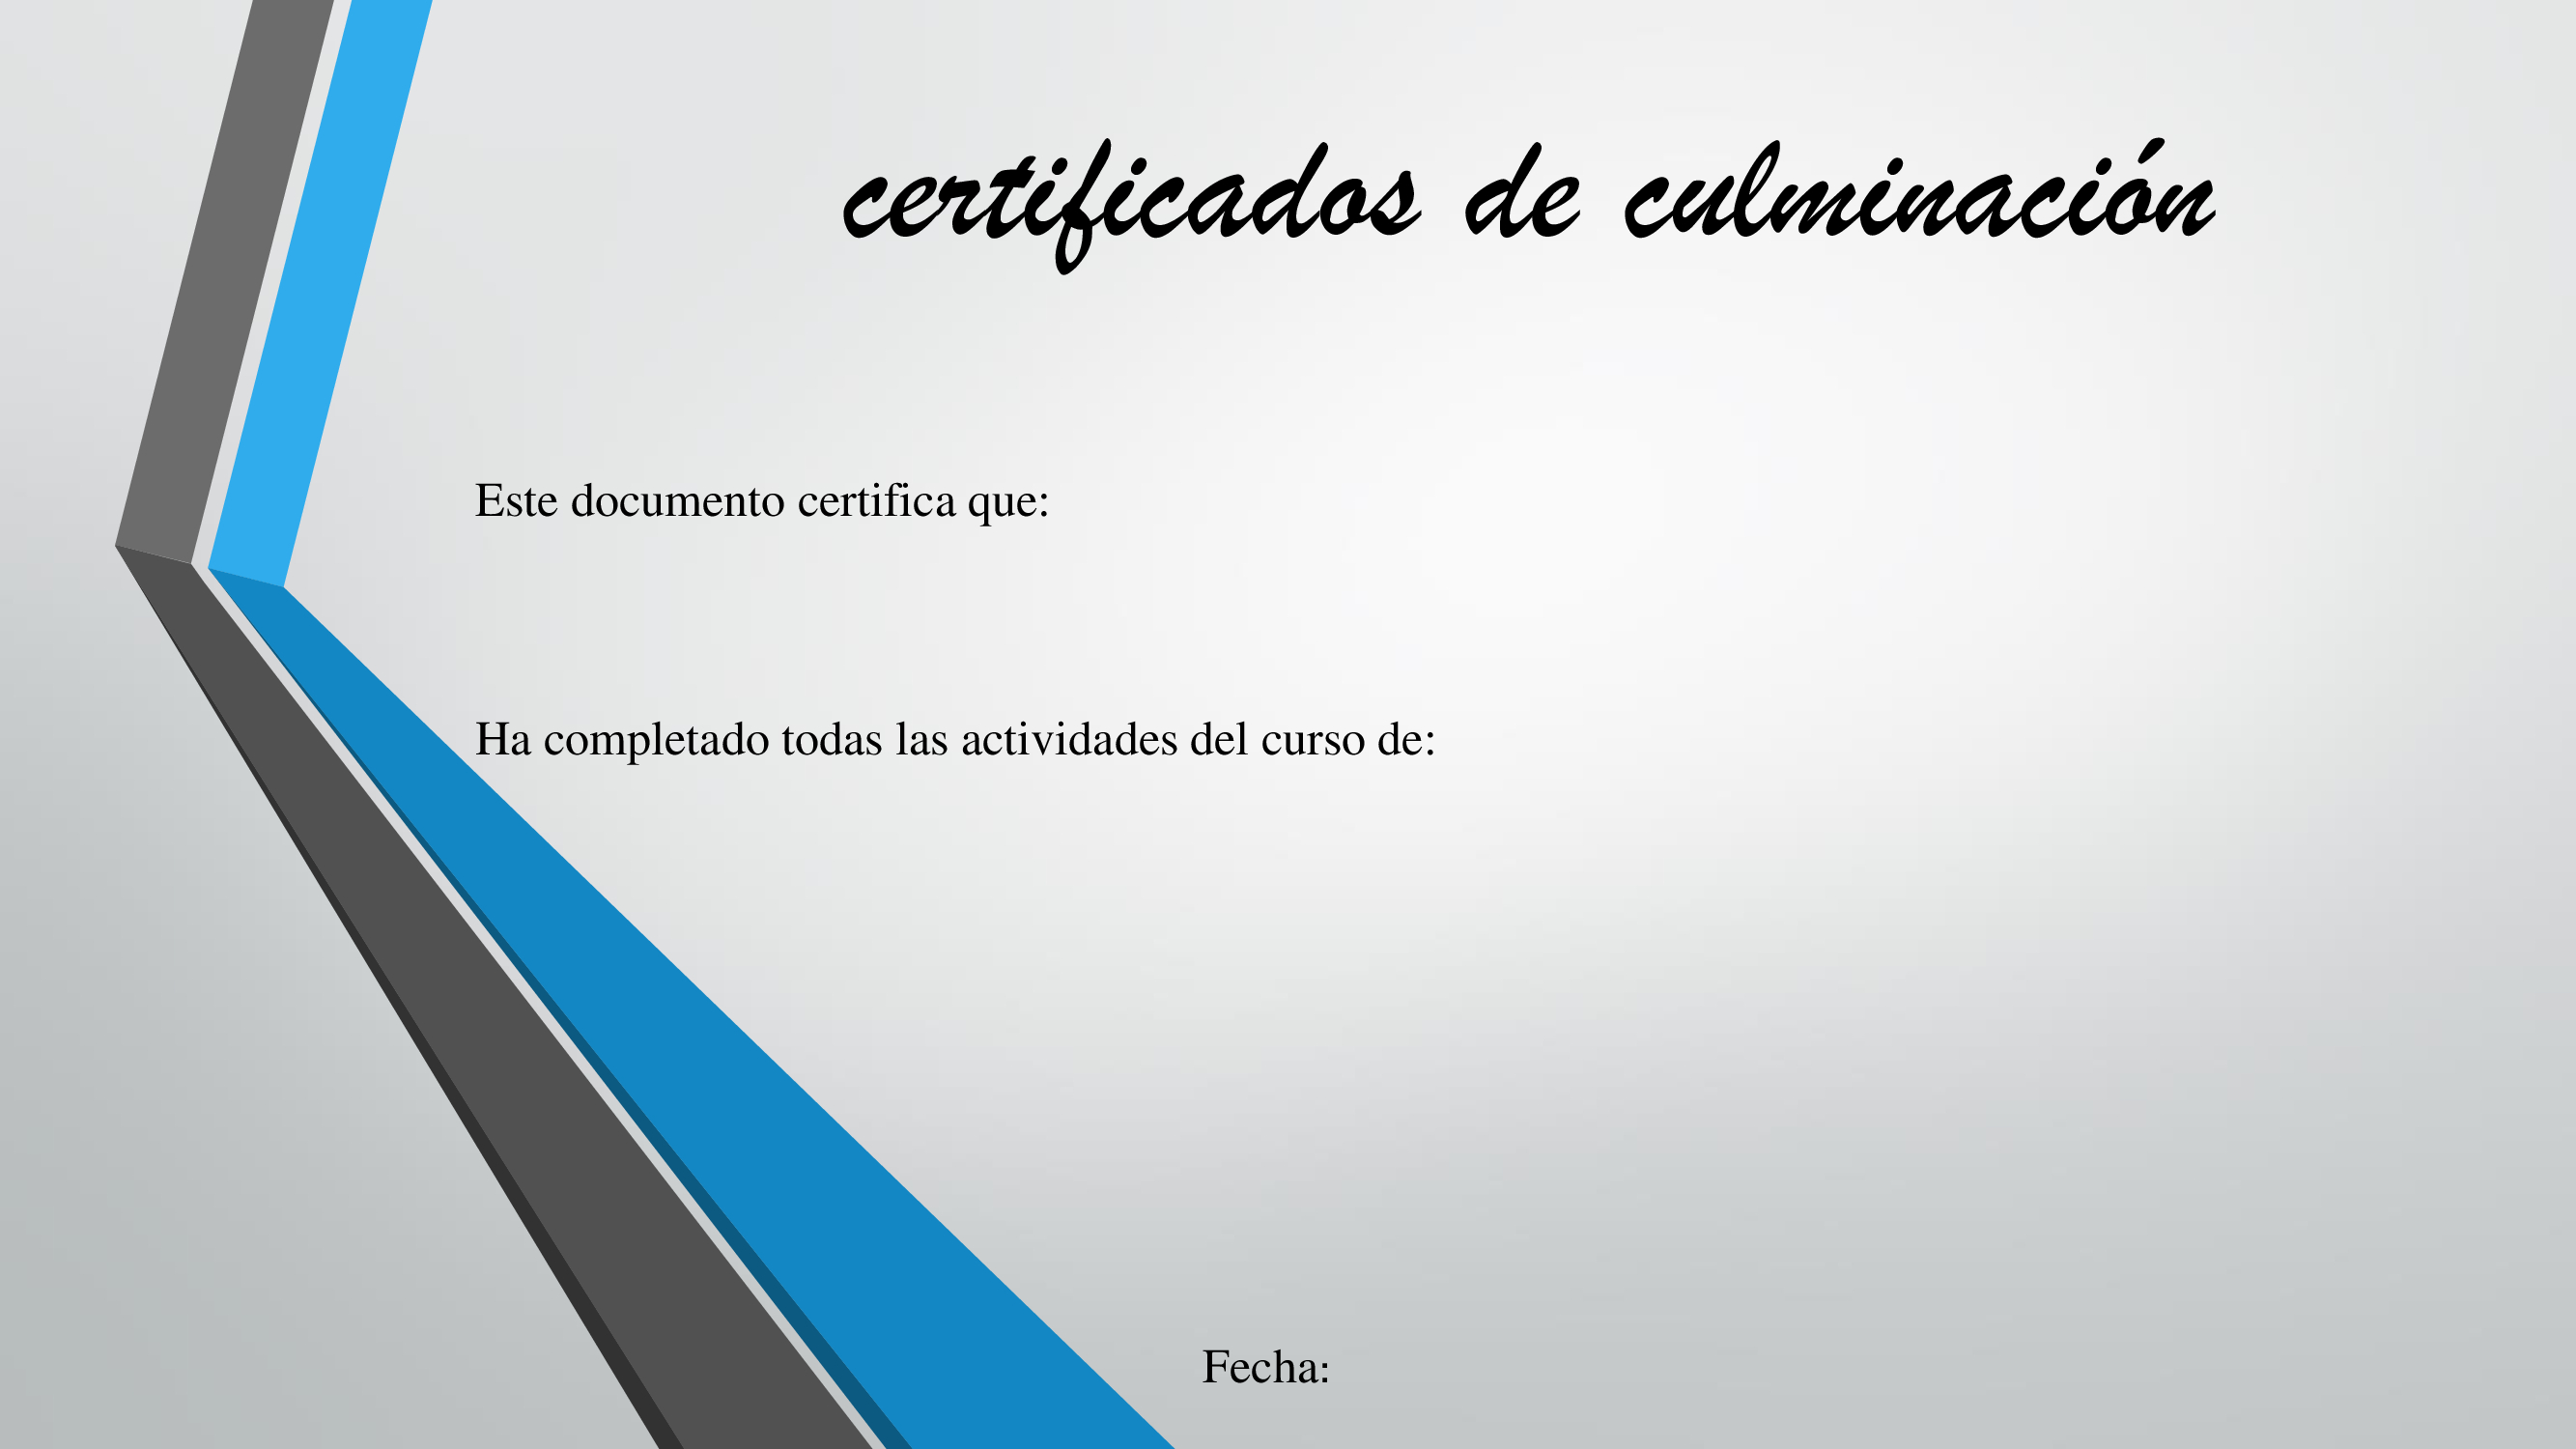 certificados de culminación
Este documento certifica que:
Ha completado todas las actividades del curso de:
Fecha: